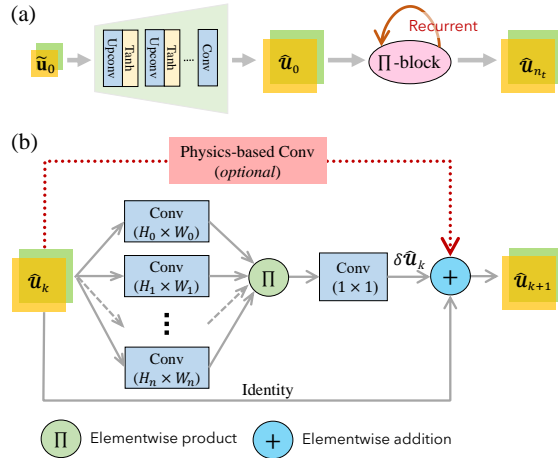 (a)
Recurrent
ũ₀
Upconv
Tanh
Upconv
Tanh
....
Conv
𝓤̂₀
Π-block
𝓤̂ₙₜ
(b)
Physics-based Conv
(optional)
Conv
(H₀ × W₀)
Conv
(H₁ × W₁)
⋮
Conv
(Hₙ × Wₙ)
𝓤̂ₖ
Π
Conv
(1 × 1)
δ𝓤̂ₖ
+
𝓤̂ₖ₊₁
Identity
Π Elementwise product
+ Elementwise addition